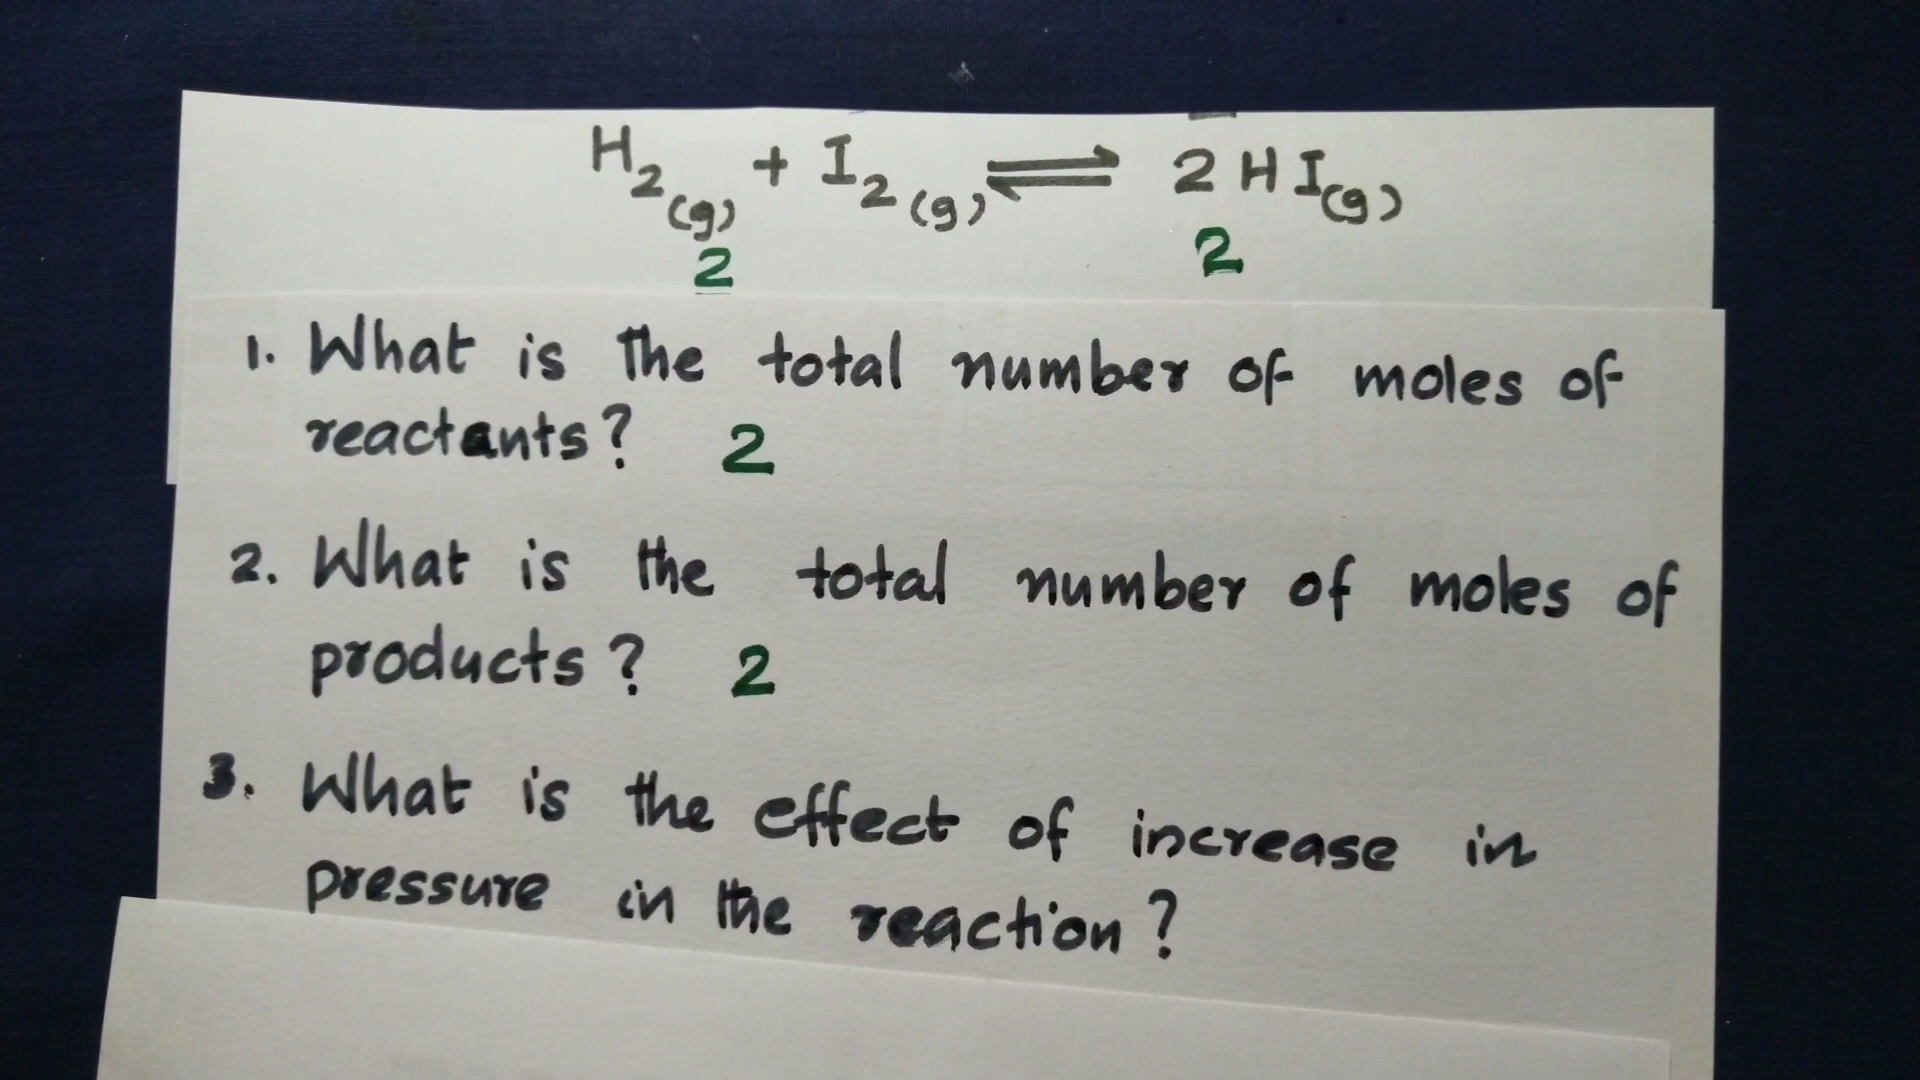 H2(g) + I2(g) ⇌ 2HI(g)
2 2
1. What is the total number of moles of
reactants? 2
2. What is the total number of moles of
products? 2
3. What is the effect of increase in
pressure in the reaction?